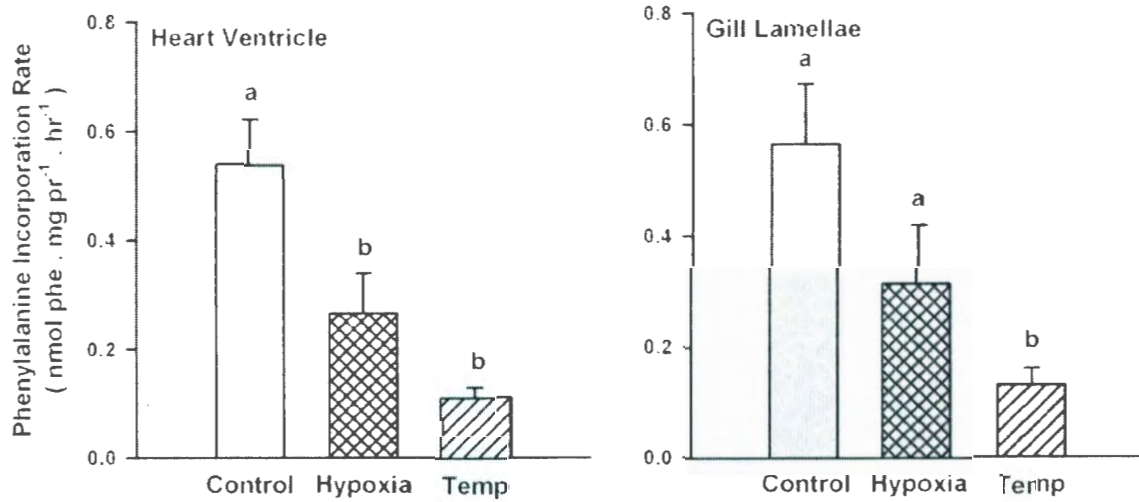 Phenylalanine Incorporation Rate
( nmol phe . mg pr⁻¹ . hr⁻¹ )
Heart Ventricle
0.8
0.6
0.4
0.2
0.0
a
b
b
Control Hypoxia Temp
Gill Lamellae
0.8
0.6
0.4
0.2
0.0
a
a
b
Control Hypoxia Temp